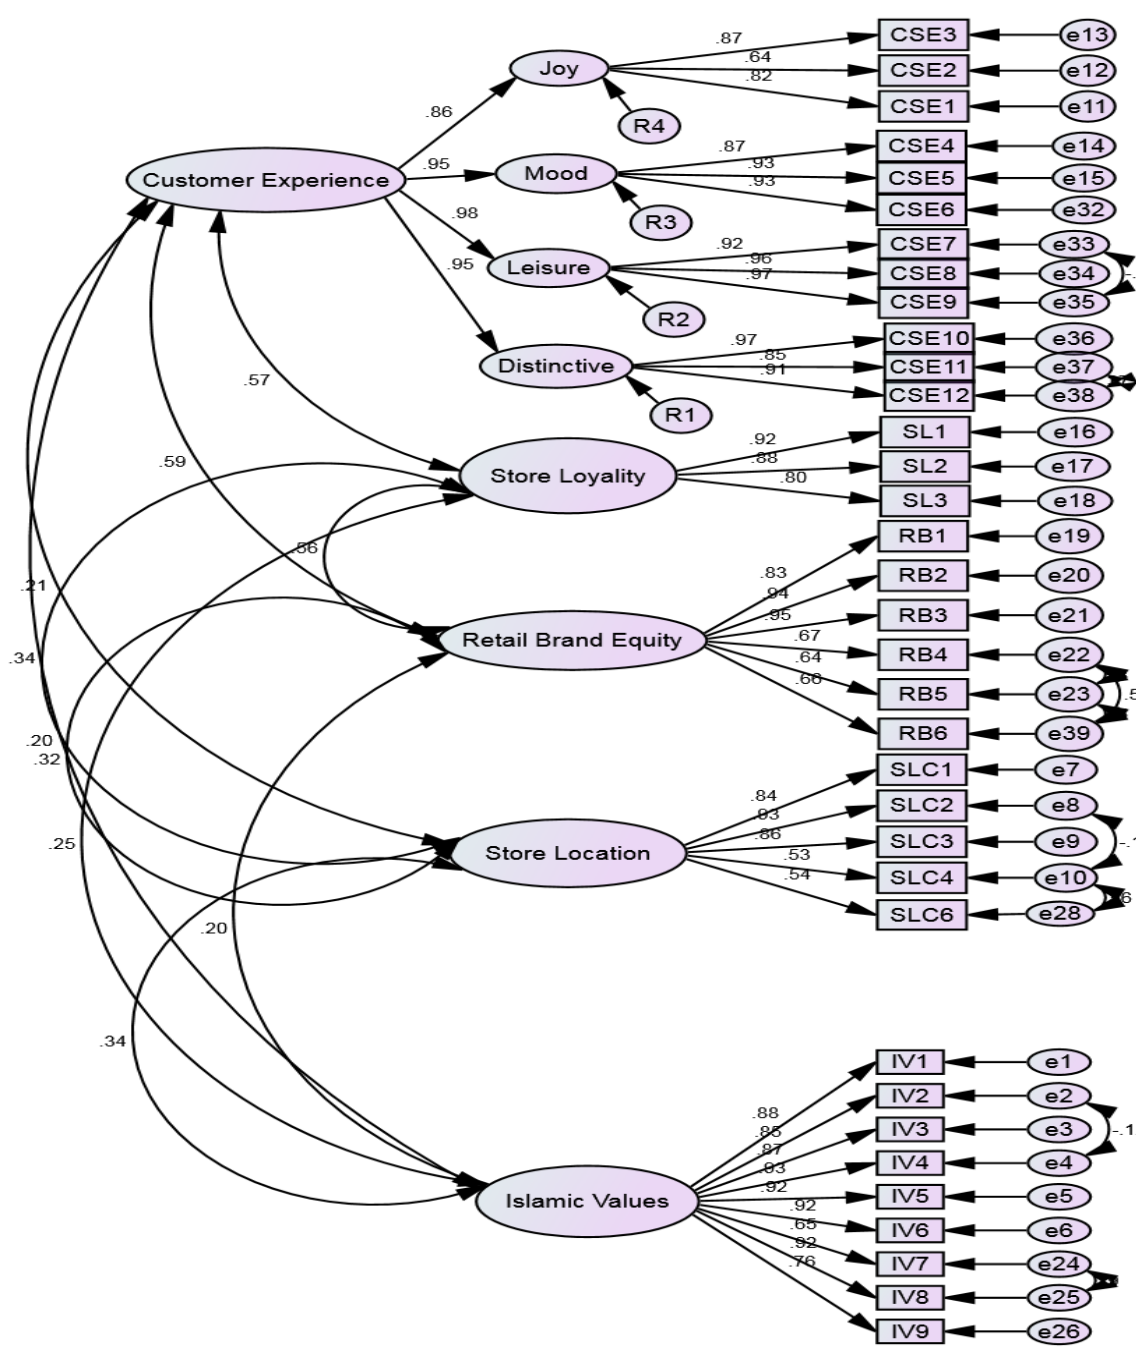 .87 CSE3 e13
.64 CSE2 e12
Joy
.82 CSE1 e11
.86 R4
.87 CSE4 e14
Customer Experience .95 Mood .93 CSE5 e15
.93 CSE6 e32
.98 R3
.92 CSE7 e33
Leisure .96 CSE8 e34
.95 .97 CSE9 e35
R2
.97 CSE10 e36
Distinctive .85 CSE11 e37
.91 CSE12 e38
.57 R1
.92 SL1 e16
.59 Store Loyality .88 SL2 e17
.80 SL3 e18
.56 RB1 e19
.83 RB2 e20
.21 .94
.95 RB3 e21
Retail Brand Equity .67 RB4 e22
.34 .64
.66 RB5 e23
.20 RB6 e39
.32 SLC1 e7
.84 SLC2 e8
.93
.25 Store Location .86 SLC3 e9
.53 SLC4 e10
.54 SLC6 e28
.20
.34
IV1 e1
.88 IV2 e2
.85 IV3 e3 -.1
.87 IV4 e4
.93
.92 IV5 e5
Islamic Values .92 IV6 e6
.65
.92 IV7 e24
.76 IV8 e25
IV9 e26